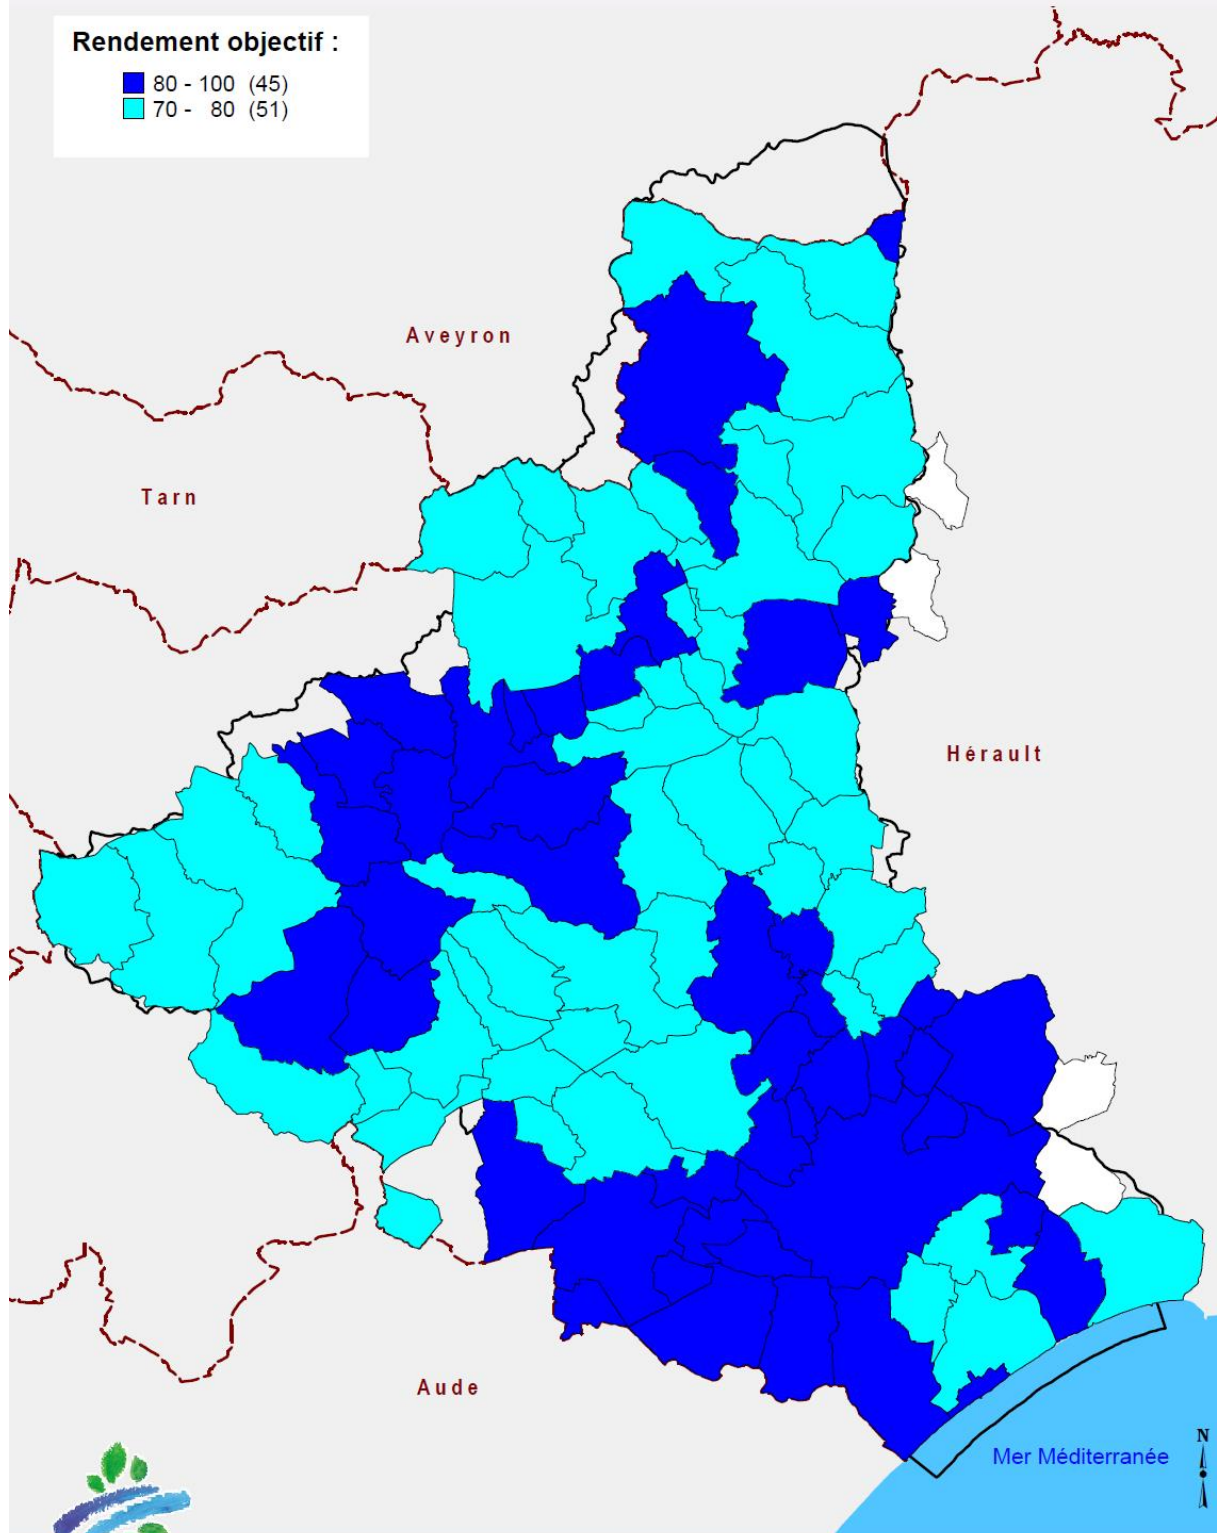 Rendement objectif :
80 - 100 (45)
70 - 80 (51)
Aveyron
Tarn
Hérault
Aude
Mer Méditerranée
N